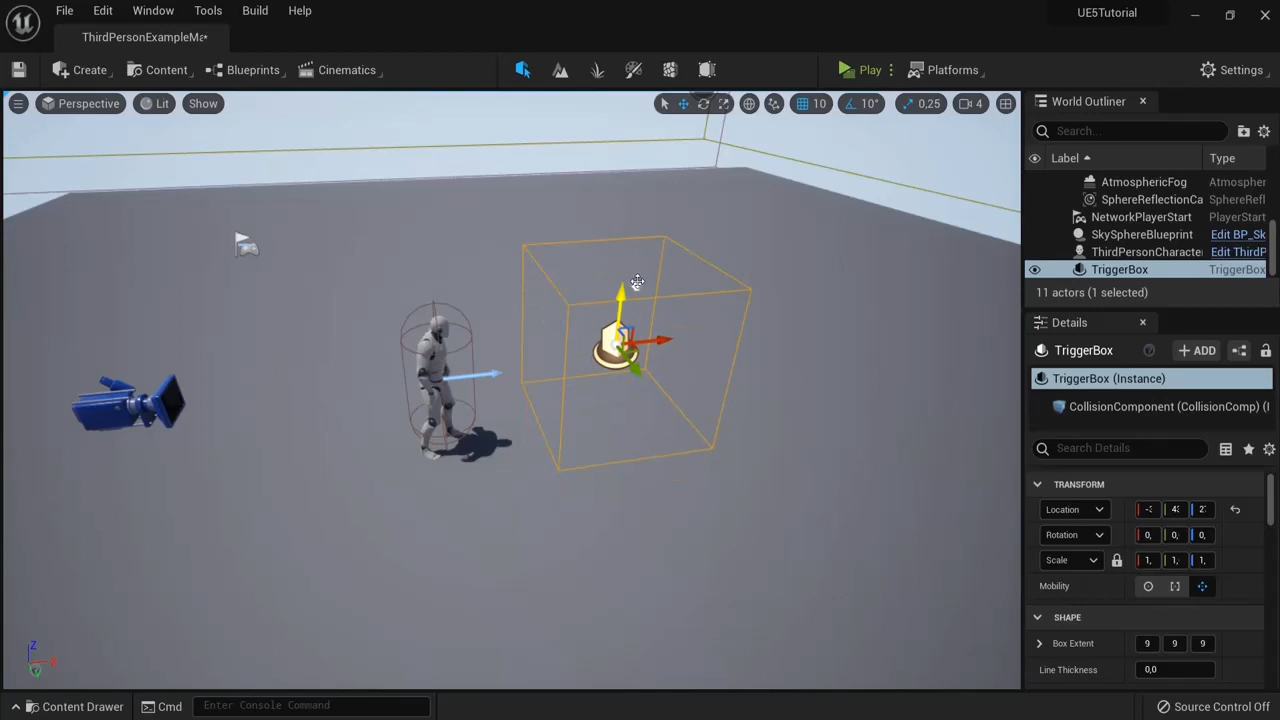 File Edit Window Tools Build Help
UE5Tutorial
ThirdPersonExampleMa*
Create Content Blueprints Cinematics Play Platforms Settings
Perspective Lit Show
10 10° 0,25 4
World Outliner
Search...
Label Type
AtmosphericFog Atmospher
SphereReflectionCa SphereRefl
NetworkPlayerStart PlayerStart
SkySphereBlueprint Edit BP_Sk
ThirdPersonCharacte Edit ThirdP
TriggerBox TriggerBox
11 actors (1 selected)
Details
TriggerBox ADD
TriggerBox (Instance)
CollisionComponent (CollisionComp) (I
Search Details
TRANSFORM
Location
Rotation 0, 0, 0,
Scale 1, 1, 1,
Mobility
SHAPE
Box Extent 9 9 9
Line Thickness 0,0
Z
X
Y
Content Drawer Cmd Enter Console Command Source Control Off